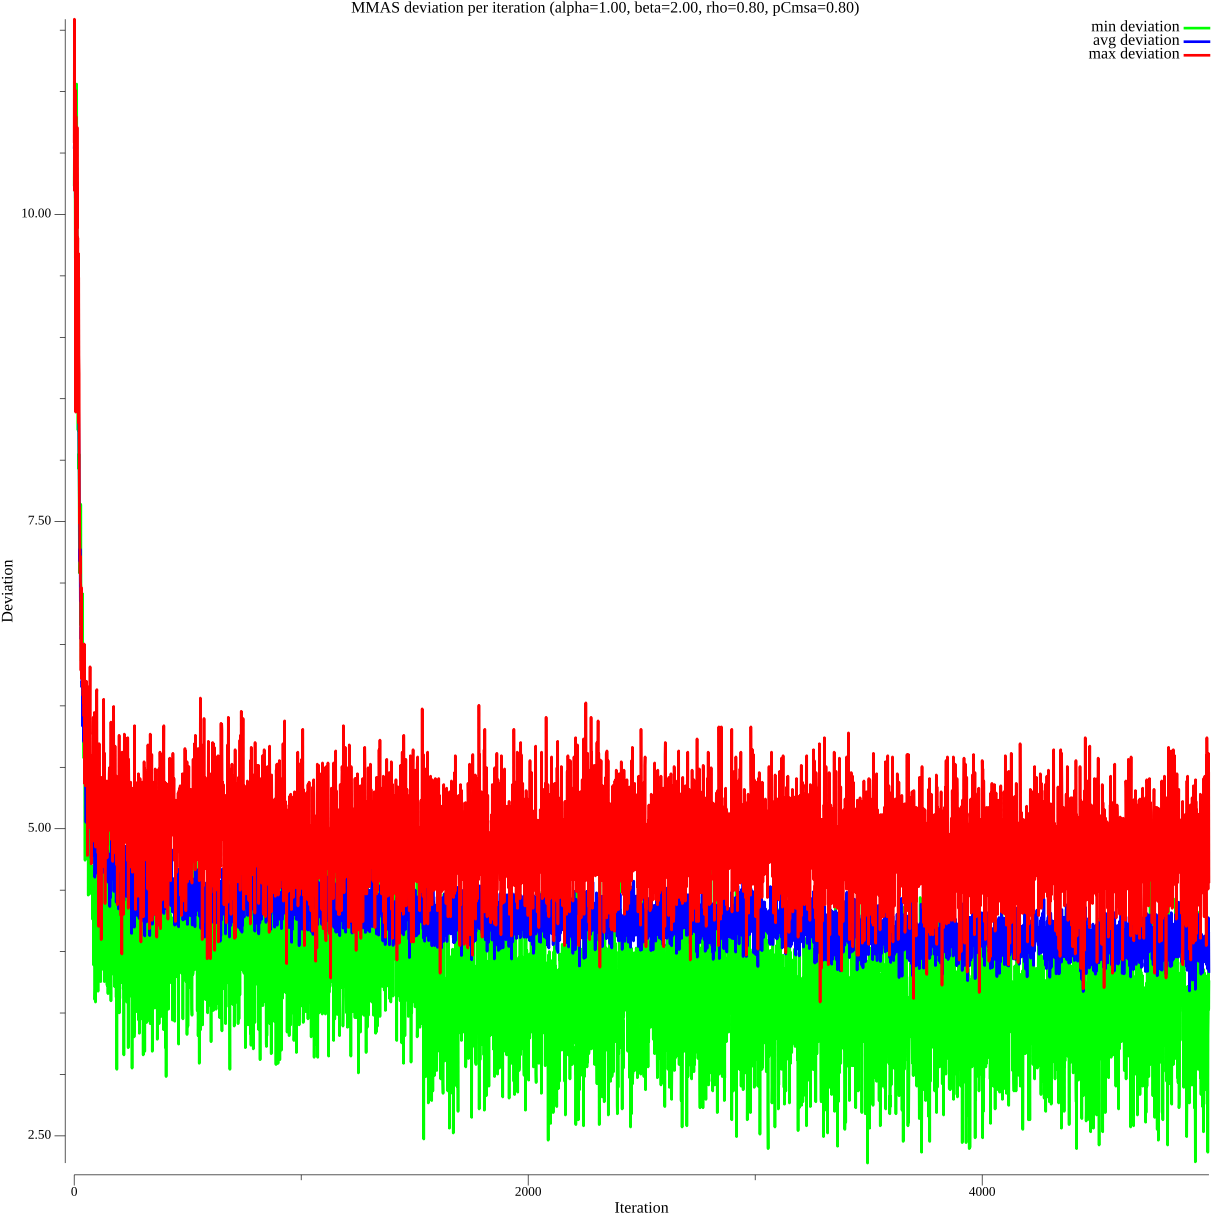 MMAS deviation per iteration (alpha=1.00, beta=2.00, rho=0.80, pCmsa=0.80)
min deviation
avg deviation
max deviation
10.00
7.50
5.00
2.50
Deviation
0
2000
4000
Iteration